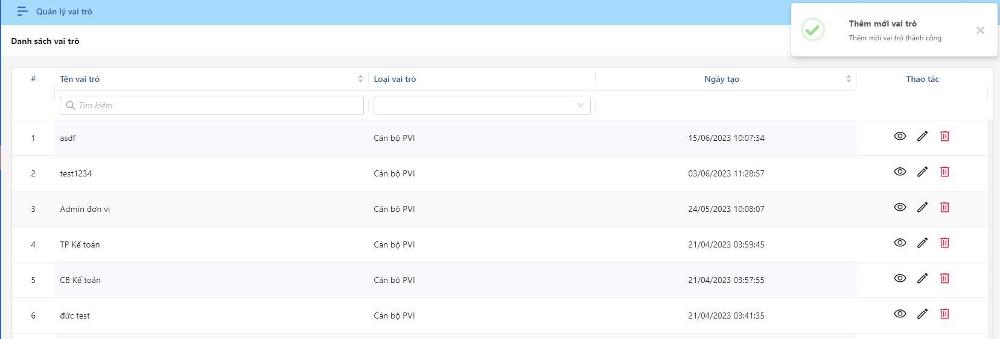 Quản lý vai trò
Thêm mới vai trò
Thêm mới vai trò thành công
Danh sách vai trò
# Tên vai trò Loại vai trò Ngày tạo Thao tác
Tìm kiếm
1 asdf Cán bộ PVI 15/06/2023 10:07:34
2 test1234 Cán bộ PVI 03/06/2023 11:28:57
3 Admin đơn vị Cán bộ PVI 24/05/2023 10:08:07
4 TP Kế toán Cán bộ PVI 21/04/2023 03:59:45
5 CB Kế toán Cán bộ PVI 21/04/2023 03:57:55
6 đức test Cán bộ PVI 21/04/2023 03:41:35